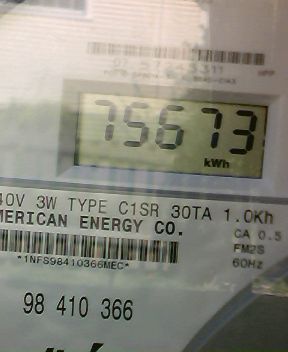 75673
kWh
40V 3W TYPE C1SR 30TA 1.0Kh
MERICAN ENERGY CO.
CA 0.5
FM2S
60Hz
*1NFS98410366MEC*
98 410 366